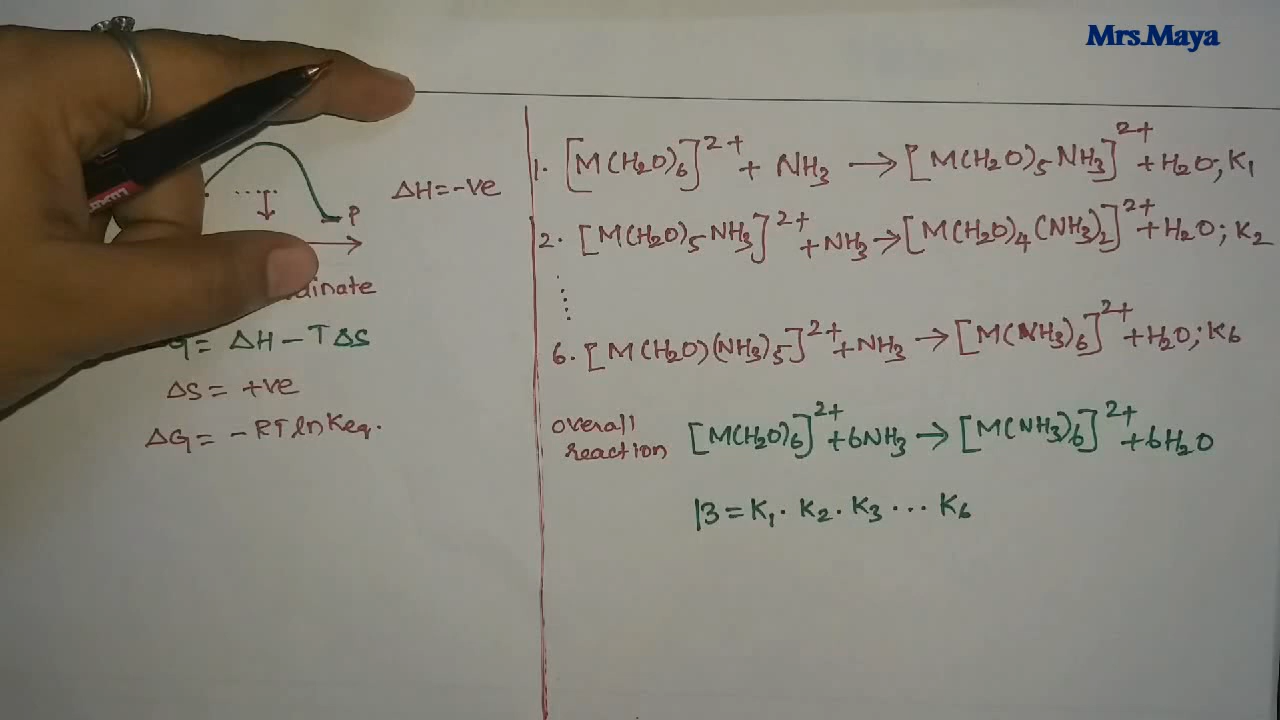 Mrs.Maya
P
ΔH = -ve
ΔH - TΔS
ΔS = +ve
ΔG = - RT ln Keq.
1. [M(H₂O)₆]²⁺ + NH₃ → [M(H₂O)₅NH₃]²⁺ + H₂O; K₁
2. [M(H₂O)₅NH₃]²⁺ + NH₃ → [M(H₂O)₄(NH₃)₂]²⁺ + H₂O; K₂
⋮
6. [M(H₂O)(NH₃)₅]²⁺ + NH₃ → [M(NH₃)₆]²⁺ + H₂O; K₆
overall reaction [M(H₂O)₆]²⁺ + 6NH₃ → [M(NH₃)₆]²⁺ + 6H₂O
β = K₁ · K₂ · K₃ ... K₆